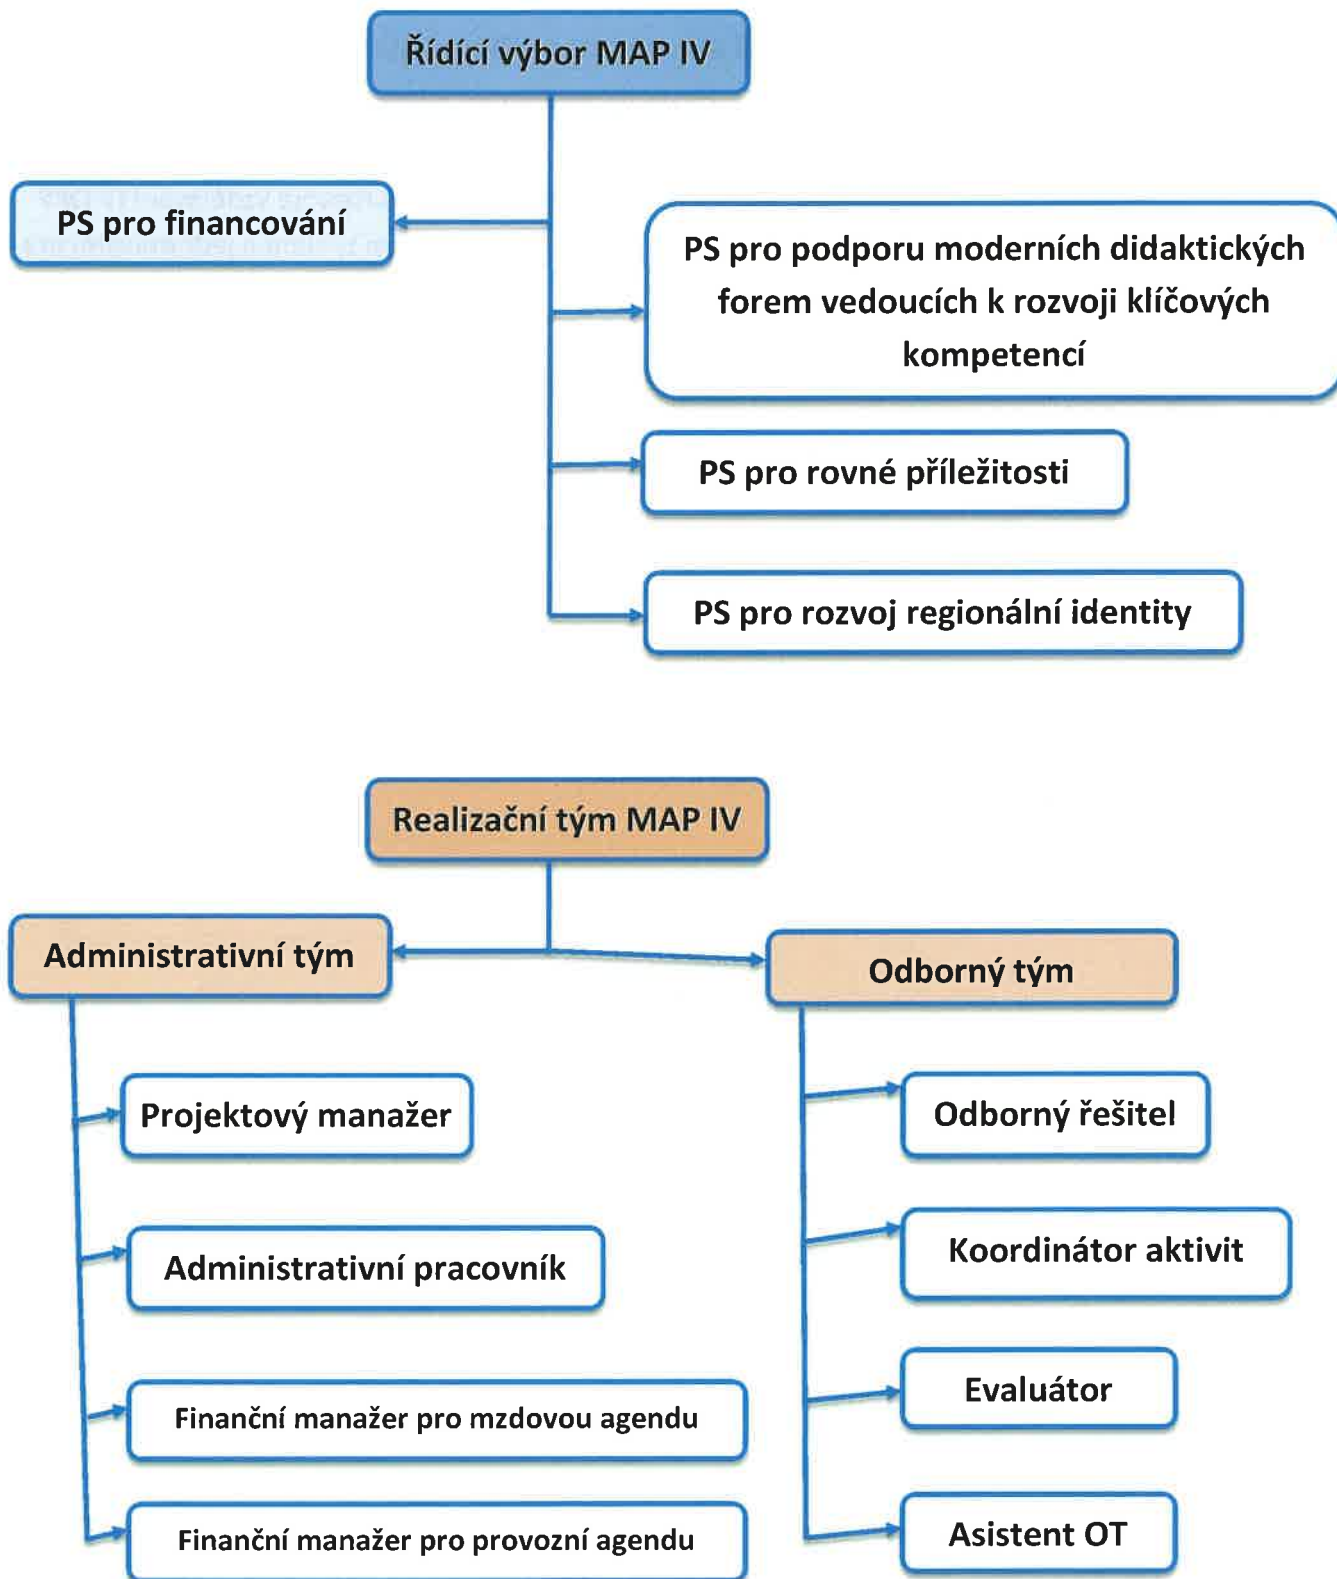 Řídící výbor MAP IV
PS pro financování
PS pro podporu moderních didaktických
forem vedoucích k rozvoji klíčových
kompetencí
PS pro rovné příležitosti
PS pro rozvoj regionální identity
Realizační tým MAP IV
Administrativní tým
Odborný tým
Projektový manažer
Odborný řešitel
Administrativní pracovník
Koordinátor aktivit
Finanční manažer pro mzdovou agendu
Evaluátor
Finanční manažer pro provozní agendu
Asistent OT